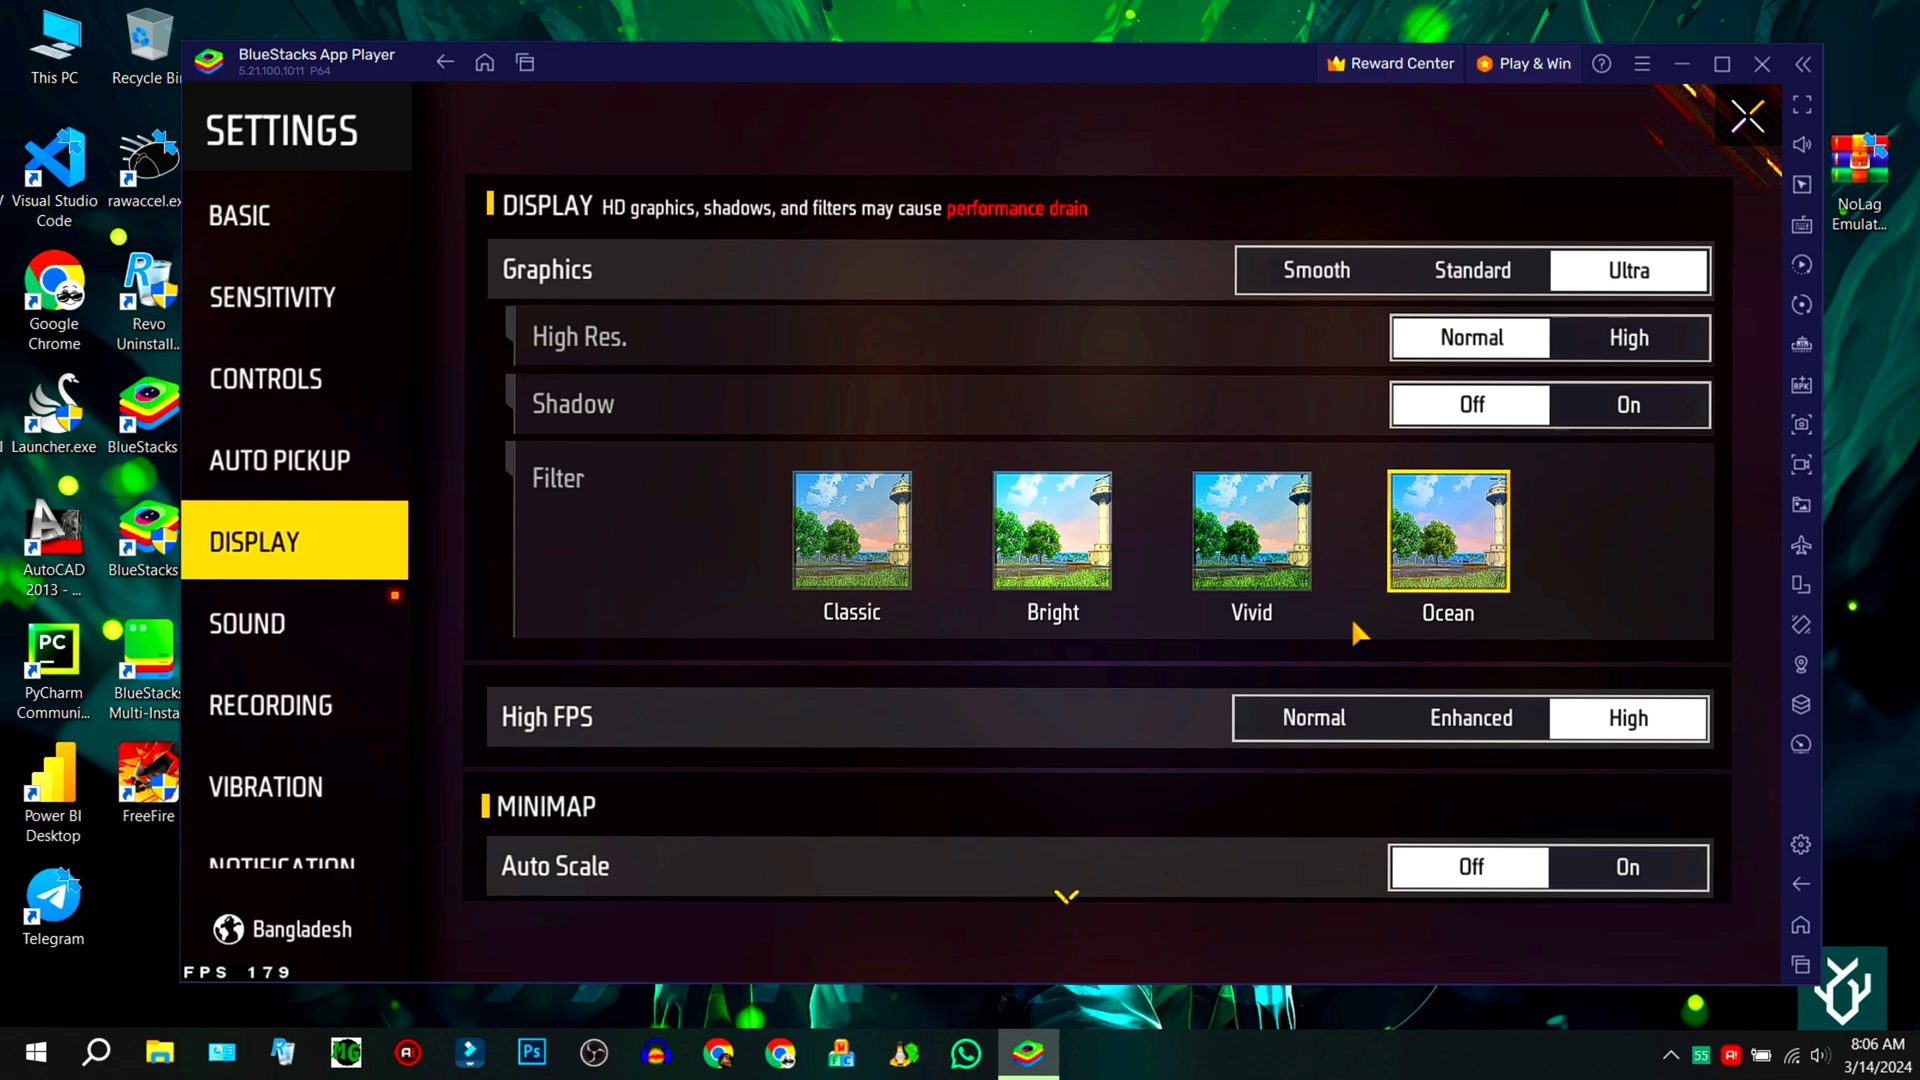 This PC
Recycle Bi
Visual Studio
Code
rawaccel.ex
Google
Chrome
Revo
Uninstall...
Launcher.exe
BlueStacks
AutoCAD
2013 - ...
BlueStacks
PC
PyCharm
Communi...
BlueStacks
Multi-Insta
Power BI
Desktop
FreeFire
Telegram
BlueStacks App Player
5.21.100.1011 P64
Reward Center
Play & Win
SETTINGS
BASIC
SENSITIVITY
CONTROLS
AUTO PICKUP
DISPLAY
SOUND
RECORDING
VIBRATION
NOTIFICATION
Bangladesh
FPS 179
DISPLAY HD graphics, shadows, and filters may cause performance drain
Graphics
Smooth Standard Ultra
High Res.
Normal High
Shadow
Off On
Filter
Classic Bright Vivid Ocean
High FPS
Normal Enhanced High
MINIMAP
Auto Scale
Off On
NoLag
Emulat...
MG
Ps
55
8:06 AM
3/14/2024